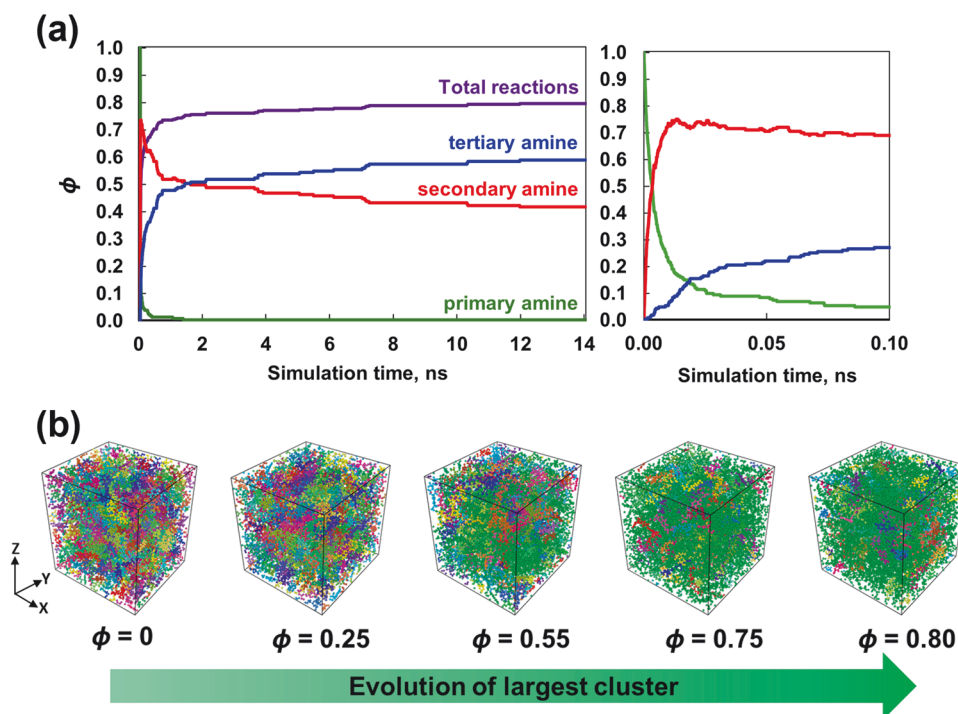 (a)
1.0
0.9
0.8
0.7
0.6
0.5
0.4
0.3
0.2
0.1
0.0
ϕ
Total reactions
tertiary amine
secondary amine
primary amine
0 2 4 6 8 10 12 14
Simulation time, ns
1.0
0.9
0.8
0.7
0.6
0.5
0.4
0.3
0.2
0.1
0.0
0.00 0.05 0.10
Simulation time, ns
(b)
Z
Y
X
ϕ = 0 ϕ = 0.25 ϕ = 0.55 ϕ = 0.75 ϕ = 0.80
Evolution of largest cluster